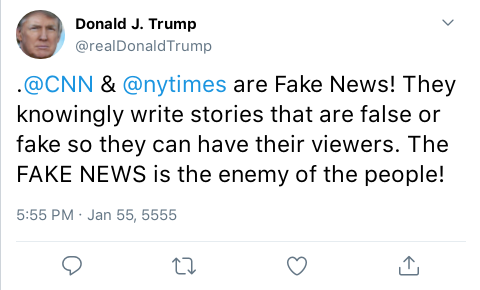 Donald J. Trump
@realDonaldTrump
.@CNN & @nytimes are Fake News! They
knowingly write stories that are false or
fake so they can have their viewers. The
FAKE NEWS is the enemy of the people!
5:55 PM · Jan 55, 5555